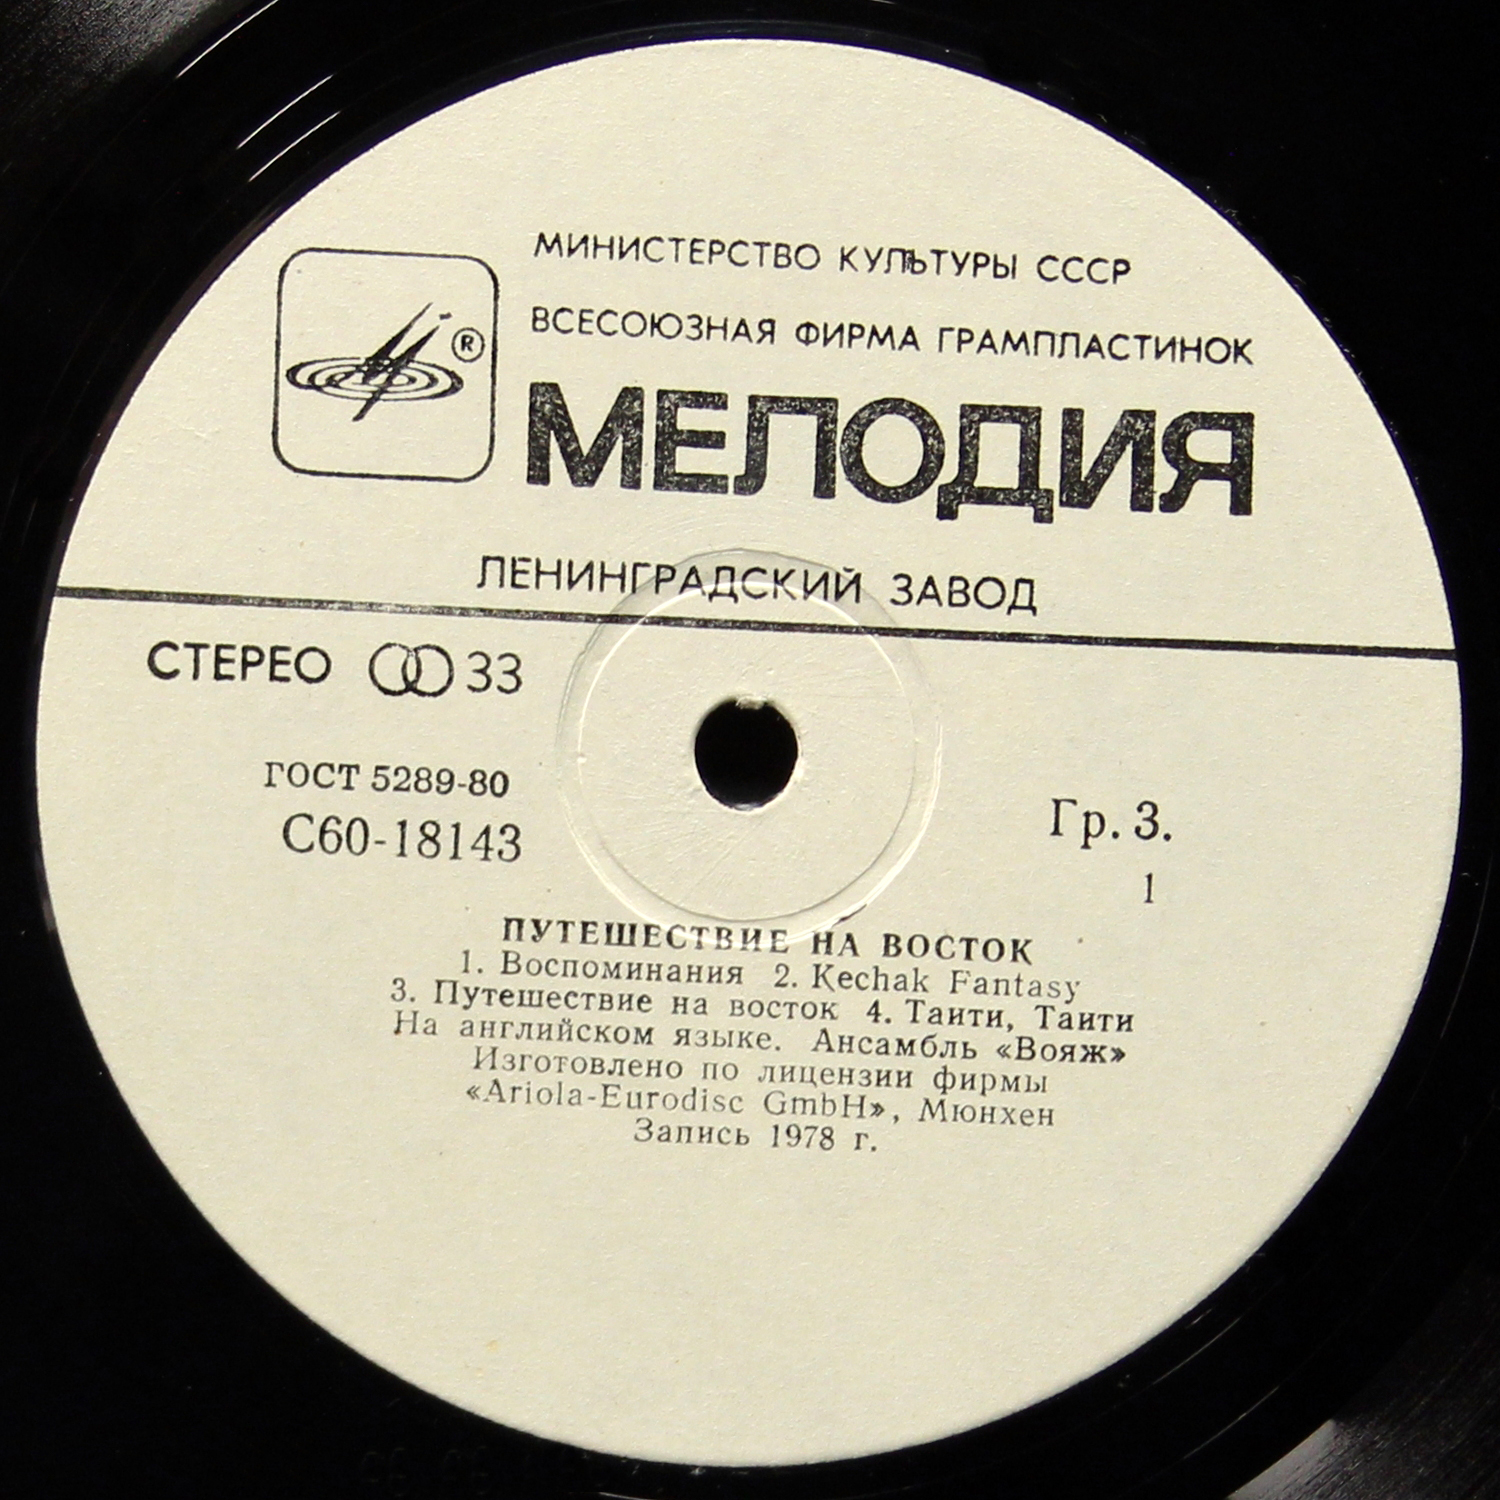 МИНИСТЕРСТВО КУЛЬТУРЫ СССР
ВСЕСОЮЗНАЯ ФИРМА ГРАМПЛАСТИНОК
®
МЕЛОДИЯ
ЛЕНИНГРАДСКИЙ ЗАВОД
СТЕРЕО 33
ГОСТ 5289-80
С60-18143
Гр. 3.
1
ПУТЕШЕСТВИЕ НА ВОСТОК
1. Воспоминания 2. Kechak Fantasy
3. Путешествие на восток 4. Таити, Таити
На английском языке. Ансамбль «Вояж»
Изготовлено по лицензии фирмы
«Ariola-Eurodisc GmbH», Мюнхен
Запись 1978 г.